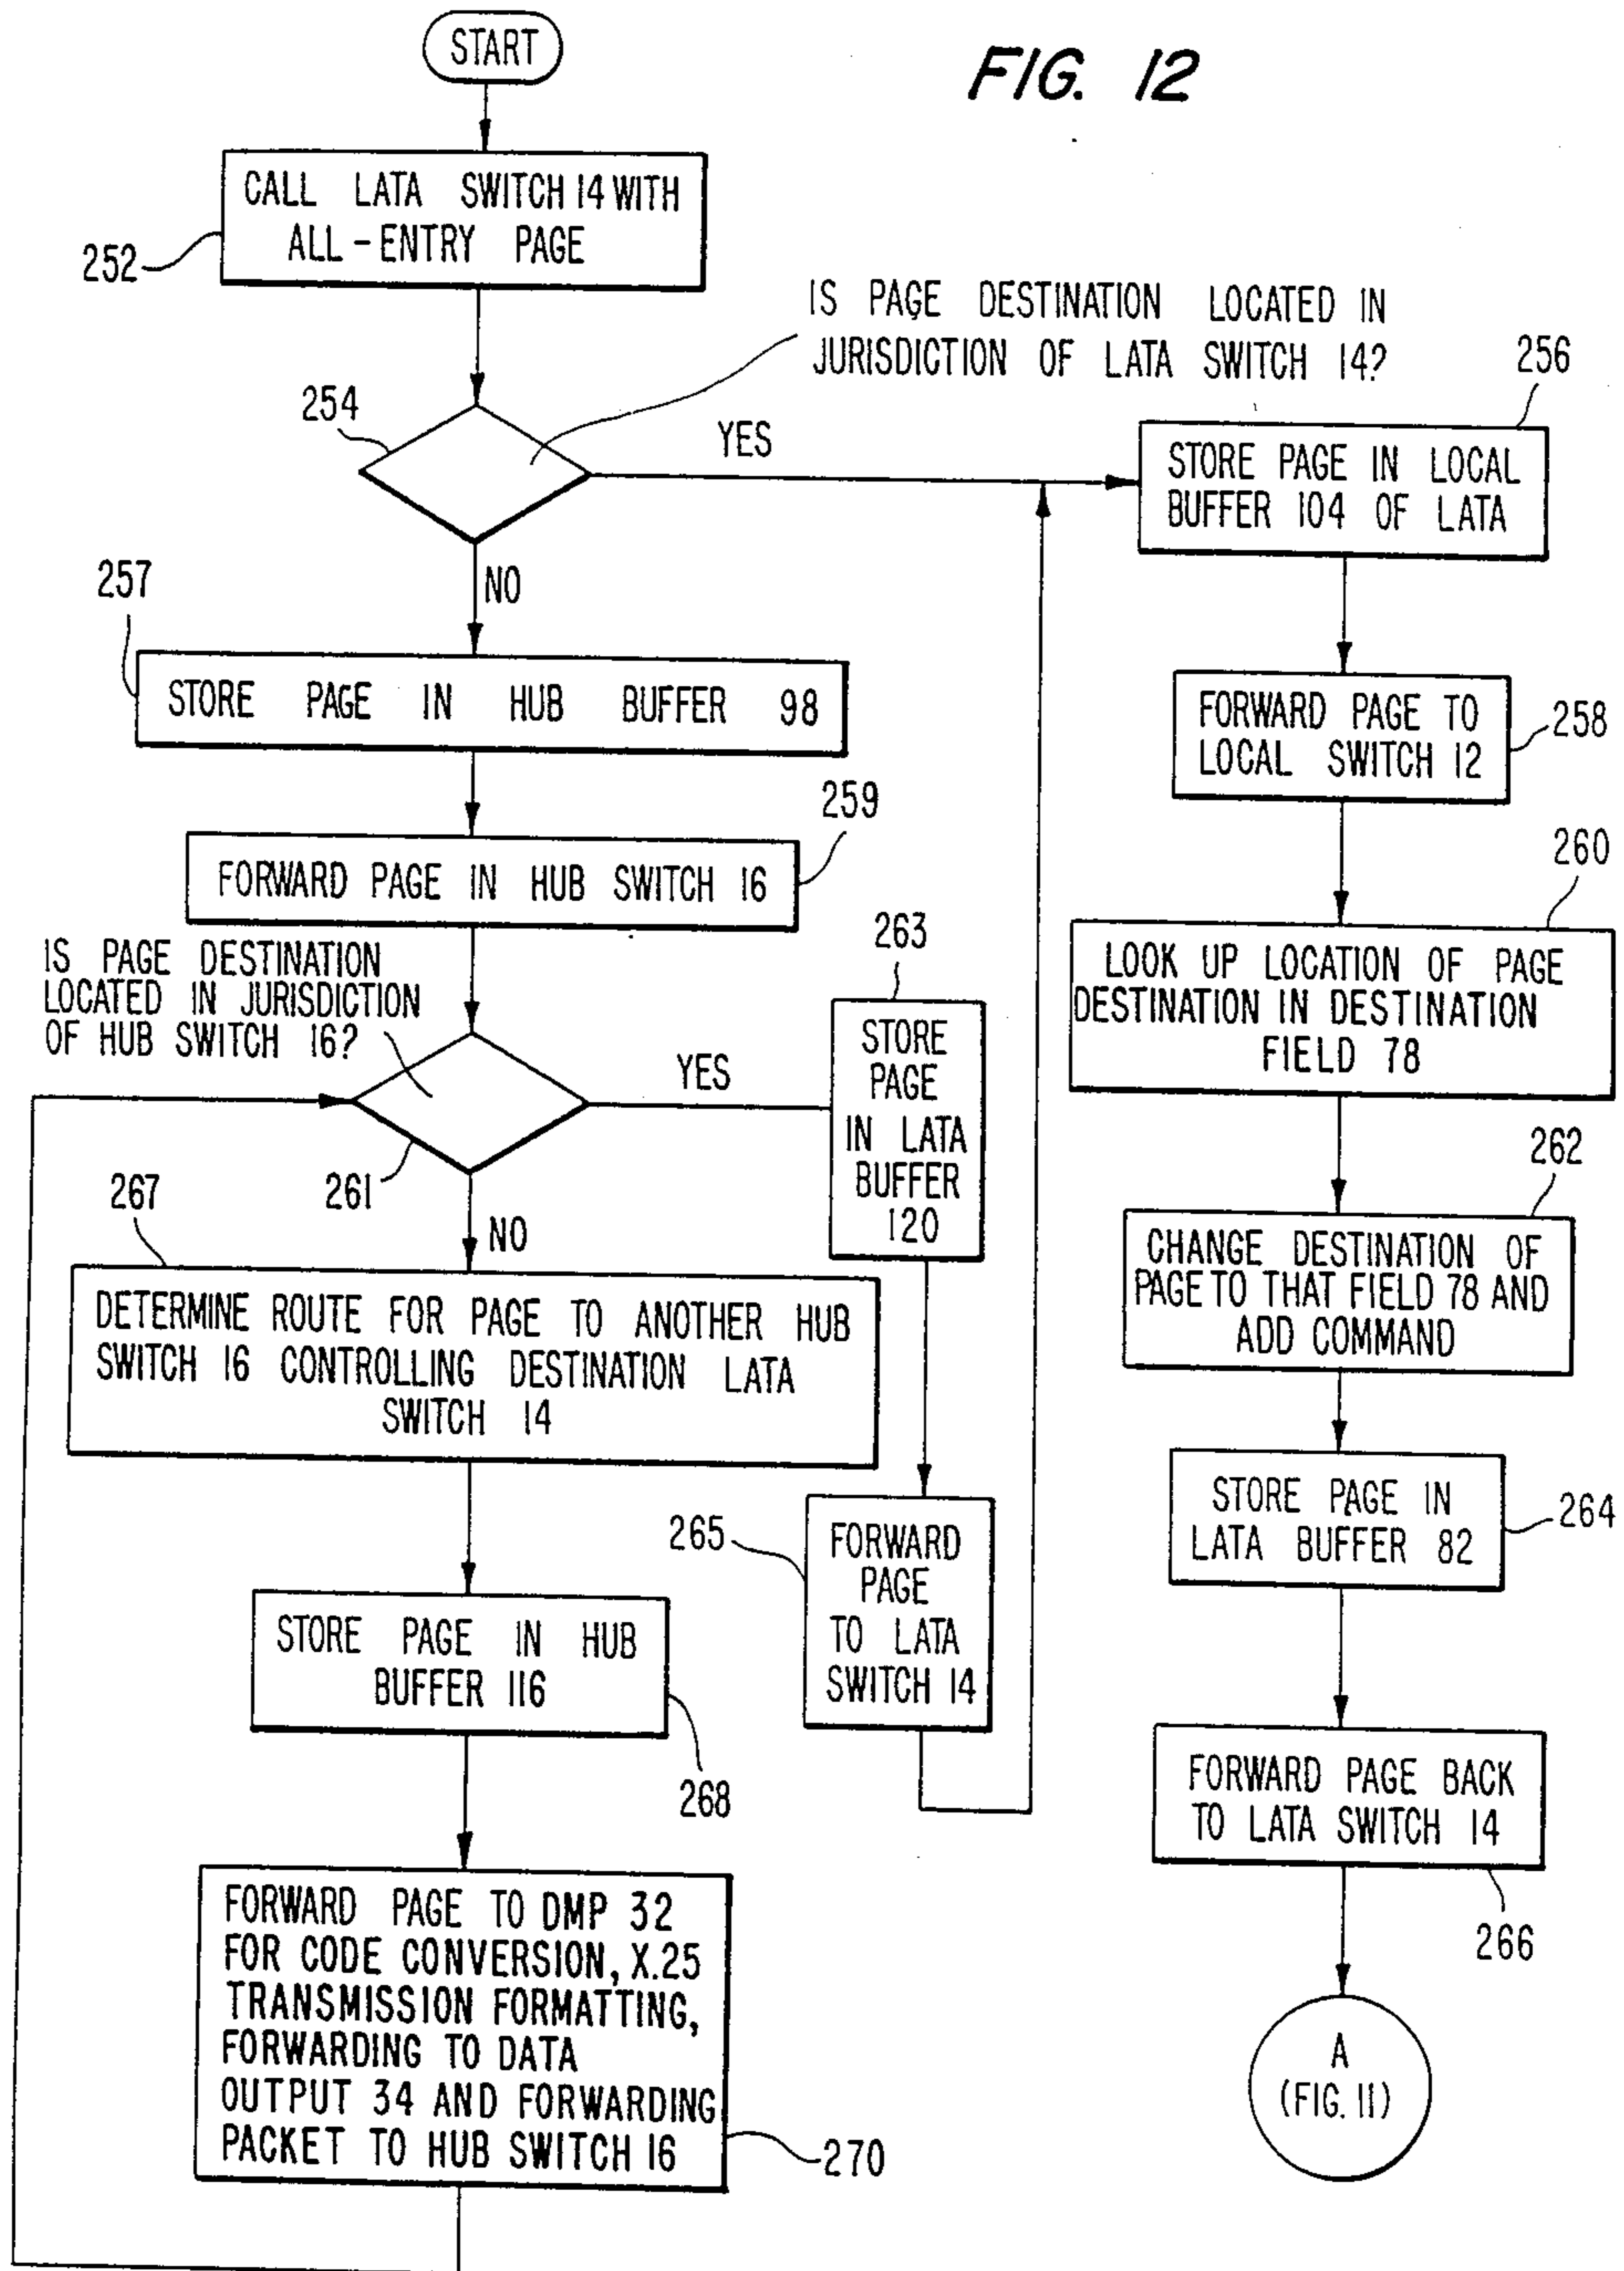 START
FIG. 12
CALL LATA SWITCH 14 WITH
ALL-ENTRY PAGE
252
IS PAGE DESTINATION LOCATED IN
JURISDICTION OF LATA SWITCH 14?
254
YES
256
STORE PAGE IN LOCAL
BUFFER 104 OF LATA
NO
257
STORE PAGE IN HUB BUFFER 98
FORWARD PAGE TO
LOCAL SWITCH 12
258
259
FORWARD PAGE IN HUB SWITCH 16
260
LOOK UP LOCATION OF PAGE
DESTINATION IN DESTINATION
FIELD 78
IS PAGE DESTINATION
LOCATED IN JURISDICTION
OF HUB SWITCH 16?
263
STORE
PAGE
IN LATA
BUFFER
120
YES
261
262
CHANGE DESTINATION OF
PAGE TO THAT FIELD 78 AND
ADD COMMAND
267
NO
DETERMINE ROUTE FOR PAGE TO ANOTHER HUB
SWITCH 16 CONTROLLING DESTINATION LATA
SWITCH 14
STORE PAGE IN
LATA BUFFER 82
264
265
FORWARD
PAGE
TO LATA
SWITCH 14
STORE PAGE IN HUB
BUFFER 116
268
FORWARD PAGE BACK
TO LATA SWITCH 14
266
FORWARD PAGE TO DMP 32
FOR CODE CONVERSION, X.25
TRANSMISSION FORMATTING,
FORWARDING TO DATA
OUTPUT 34 AND FORWARDING
PACKET TO HUB SWITCH 16
270
A
(FIG. 11)